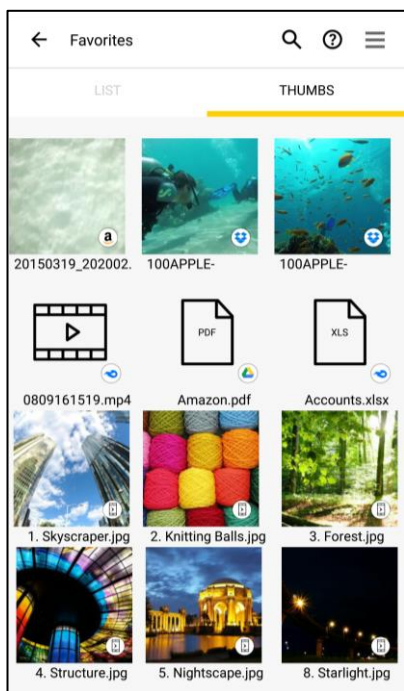 Favorites
LIST
THUMBS
a
20150319_202002.
100APPLE-
100APPLE-
PDF
XLS
0809161519.mp4
Amazon.pdf
Accounts.xlsx
1. Skyscraper.jpg
2. Knitting Balls.jpg
3. Forest.jpg
4. Structure.jpg
5. Nightscape.jpg
8. Starlight.jpg